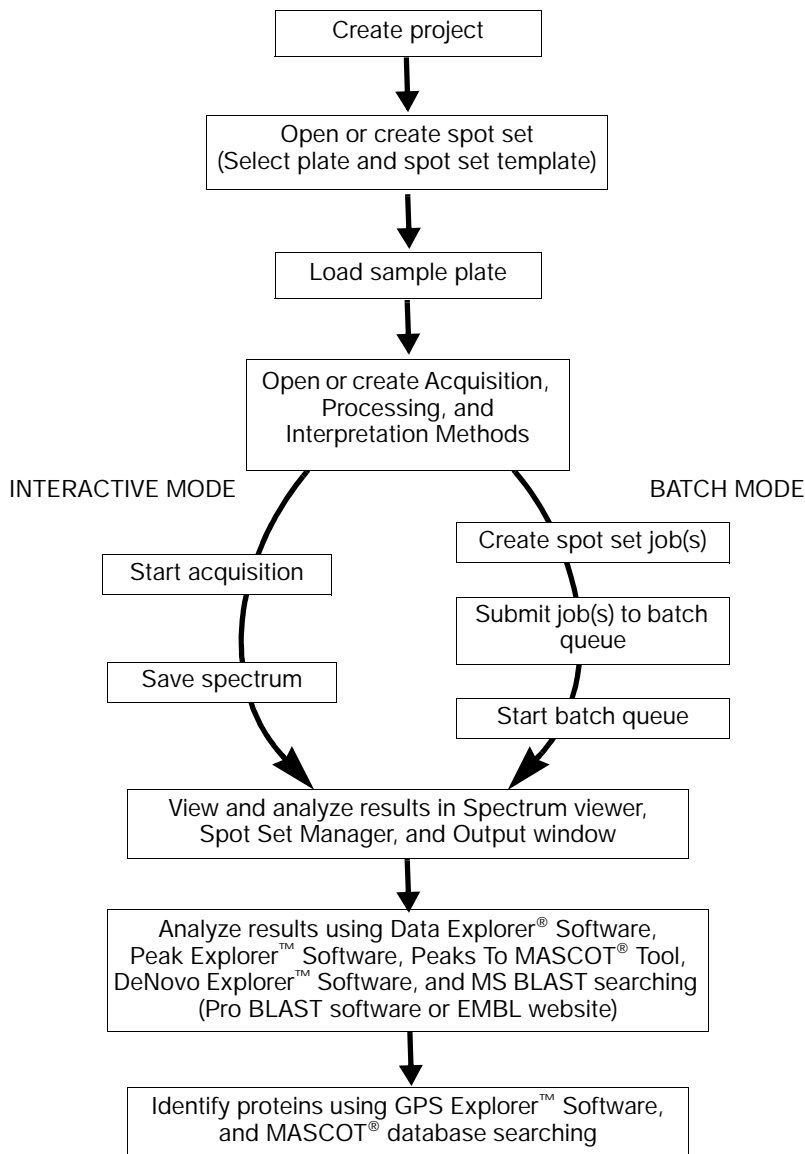 Create project
Open or create spot set
(Select plate and spot set template)
Load sample plate
Open or create Acquisition,
Processing, and
Interpretation Methods
INTERACTIVE MODE
Start acquisition
Save spectrum
BATCH MODE
Create spot set job(s)
Submit job(s) to batch
queue
Start batch queue
View and analyze results in Spectrum viewer,
Spot Set Manager, and Output window
Analyze results using Data Explorer® Software,
Peak Explorer™ Software, Peaks To MASCOT® Tool,
DeNovo Explorer™ Software, and MS BLAST searching
(Pro BLAST software or EMBL website)
Identify proteins using GPS Explorer™ Software,
and MASCOT® database searching